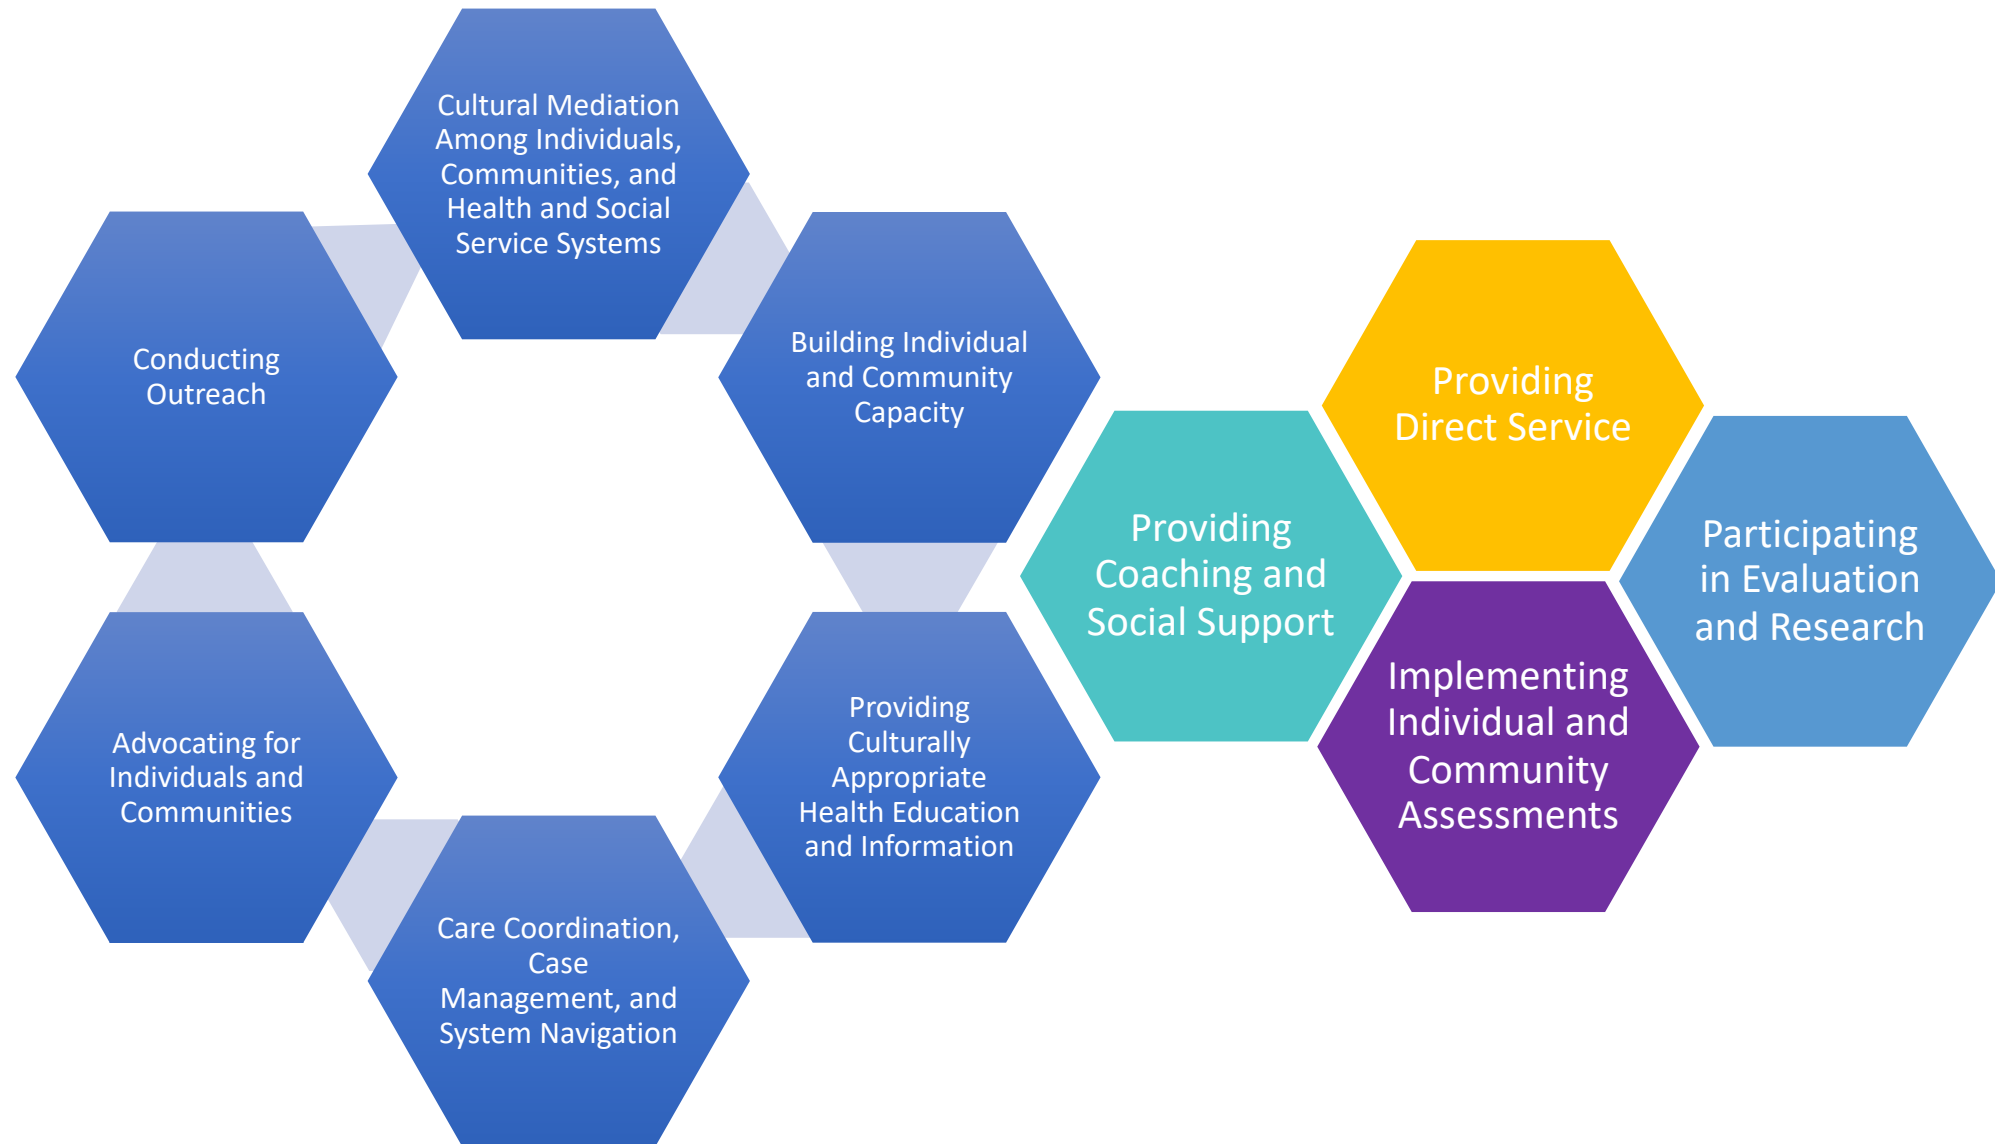 Cultural Mediation
Among Individuals,
Communities, and
Health and Social
Service Systems
Building Individual
and Community
Capacity
Providing
Culturally
Appropriate
Health Education
and Information
Care Coordination,
Case
Management, and
System Navigation
Advocating for
Individuals and
Communities
Conducting
Outreach
Providing
Coaching and
Social Support
Providing
Direct Service
Implementing
Individual and
Community
Assessments
Participating
in Evaluation
and Research